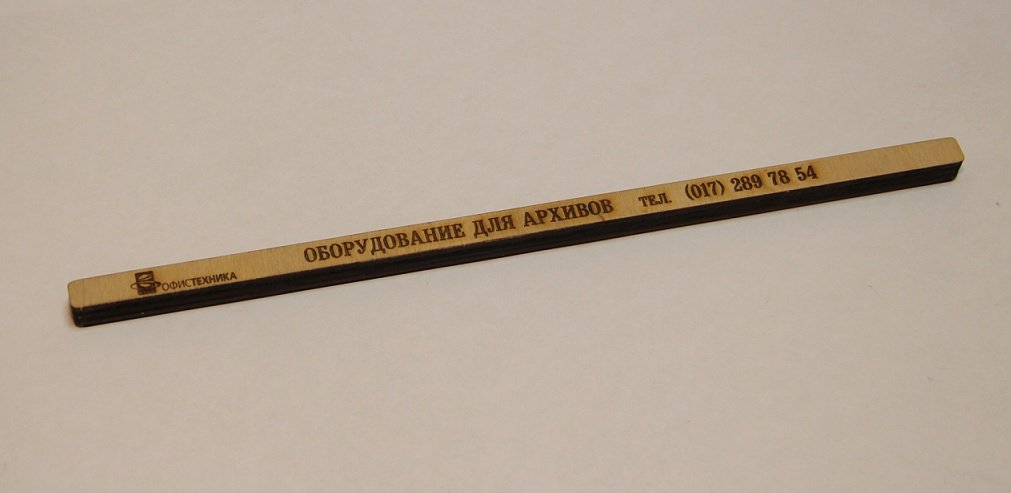 ОФИСТЕХНИКА ОБОРУДОВАНИЕ ДЛЯ АРХИВОВ ТЕЛ. (017) 289 78 54